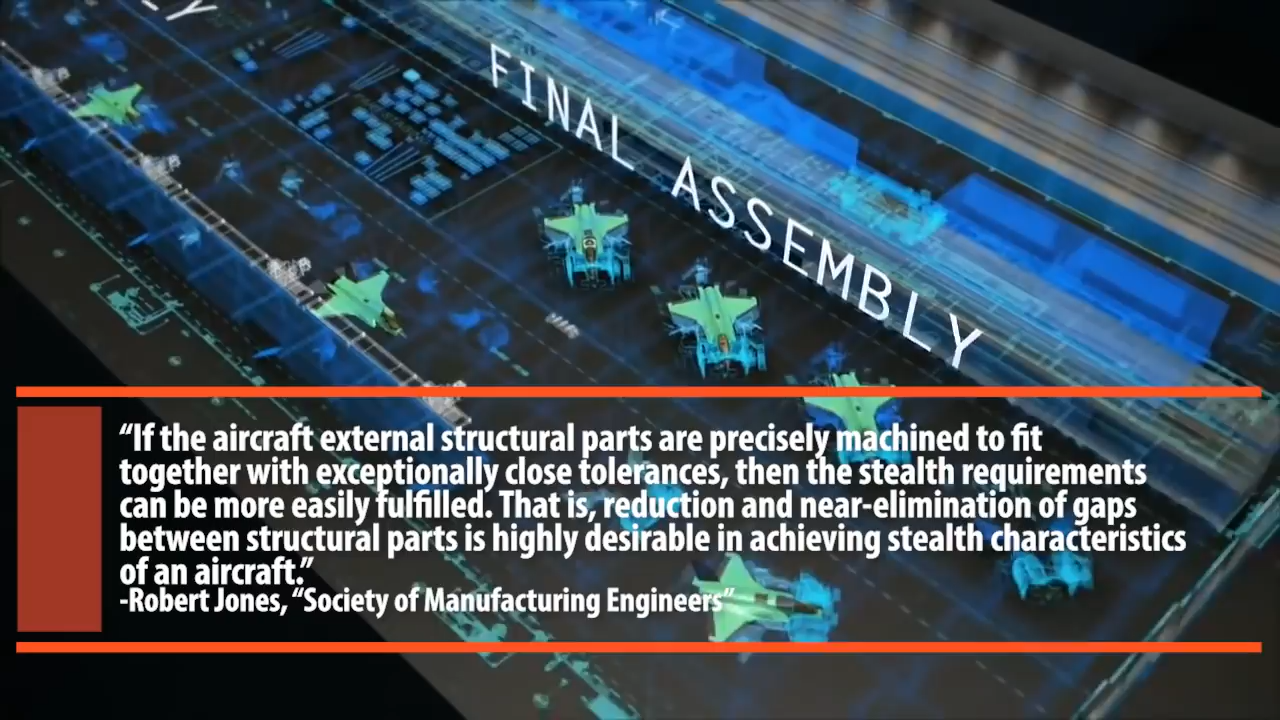 LY
FINAL ASSEMBLY
“If the aircraft external structural parts are precisely machined to fit
together with exceptionally close tolerances, then the stealth requirements
can be more easily fulfilled. That is, reduction and near-elimination of gaps
between structural parts is highly desirable in achieving stealth characteristics
of an aircraft.”
-Robert Jones, “Society of Manufacturing Engineers”